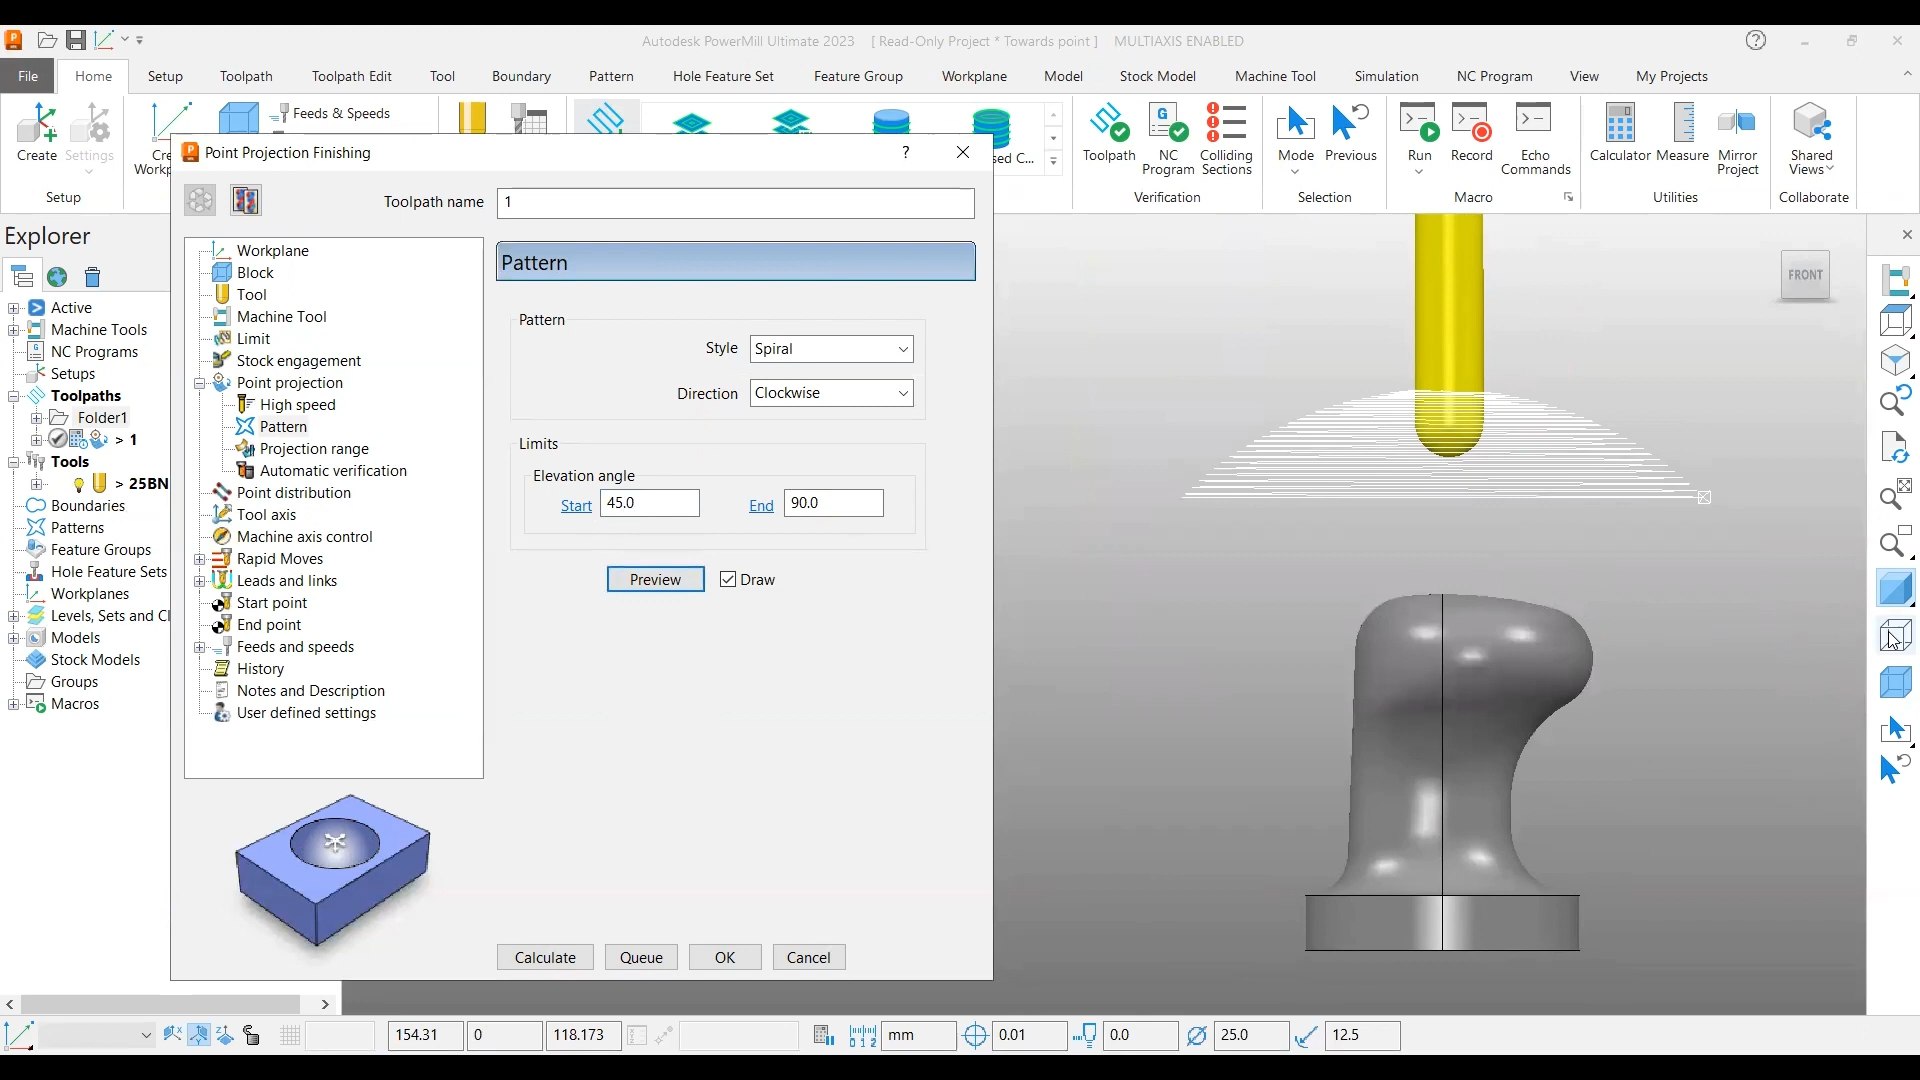 Autodesk PowerMill Ultimate 2023 [ Read-Only Project * Towards point ] MULTIAXIS ENABLED
File Home Setup Toolpath Toolpath Edit Tool Boundary Pattern Hole Feature Set Feature Group Workplane Model Stock Model Machine Tool Simulation NC Program View My Projects
Feeds & Speeds
Create Settings Cre Workp
sed C...
Toolpath NC Program Colliding Sections Mode Previous Run Record Echo Commands Calculator Measure Mirror Project Shared Views
Setup Verification Selection Macro Utilities Collaborate
Point Projection Finishing ?
Toolpath name 1
Explorer
Active
Machine Tools
NC Programs
Setups
Toolpaths
Folder1
> 1
Tools
> 25BN
Boundaries
Patterns
Feature Groups
Hole Feature Sets
Workplanes
Levels, Sets and Cl
Models
Stock Models
Groups
Macros
Workplane
Block
Tool
Machine Tool
Limit
Stock engagement
Point projection
High speed
Pattern
Projection range
Automatic verification
Point distribution
Tool axis
Machine axis control
Rapid Moves
Leads and links
Start point
End point
Feeds and speeds
History
Notes and Description
User defined settings
Pattern
Pattern
Style Spiral
Direction Clockwise
Limits
Elevation angle
Start 45.0 End 90.0
Preview Draw
Calculate Queue OK Cancel
FRONT
154.31 0 118.173 mm 0.01 0.0 25.0 12.5